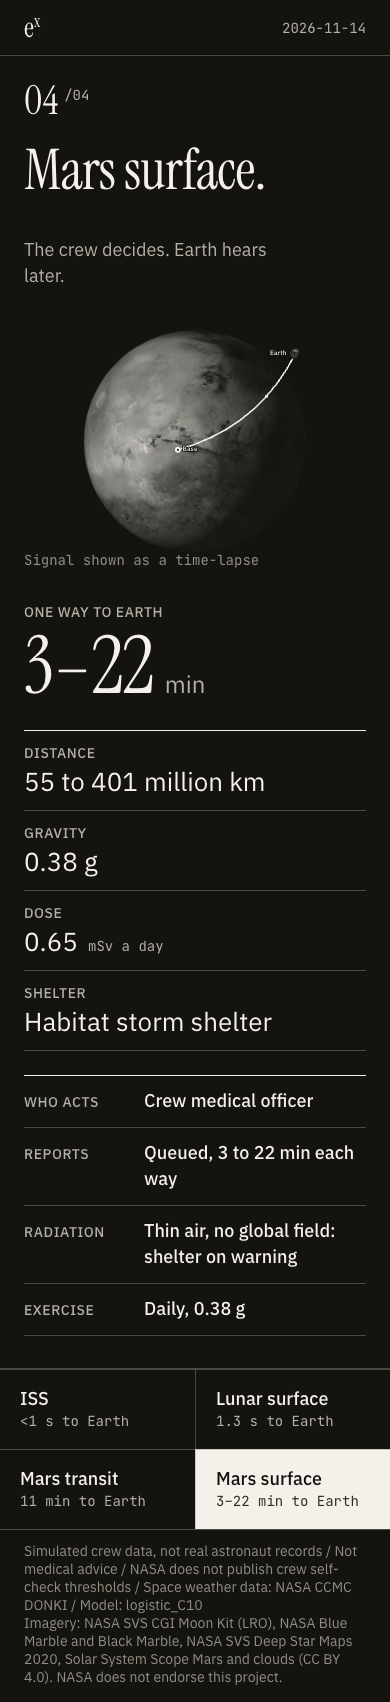 eˣ
2026-11-14
04 /04
Mars surface.
The crew decides. Earth hears
later.
Earth
Base
Signal shown as a time-lapse
ONE WAY TO EARTH
3–22 min
DISTANCE
55 to 401 million km
GRAVITY
0.38 g
DOSE
0.65 mSv a day
SHELTER
Habitat storm shelter
WHO ACTS
Crew medical officer
REPORTS
Queued, 3 to 22 min each
way
RADIATION
Thin air, no global field:
shelter on warning
EXERCISE
Daily, 0.38 g
ISS
<1 s to Earth
Lunar surface
1.3 s to Earth
Mars transit
11 min to Earth
Mars surface
3–22 min to Earth
Simulated crew data, not real astronaut records / Not
medical advice / NASA does not publish crew self-
check thresholds / Space weather data: NASA CCMC
DONKI / Model: logistic_C10
Imagery: NASA SVS CGI Moon Kit (LRO), NASA Blue
Marble and Black Marble, NASA SVS Deep Star Maps
2020, Solar System Scope Mars and clouds (CC BY
4.0). NASA does not endorse this project.